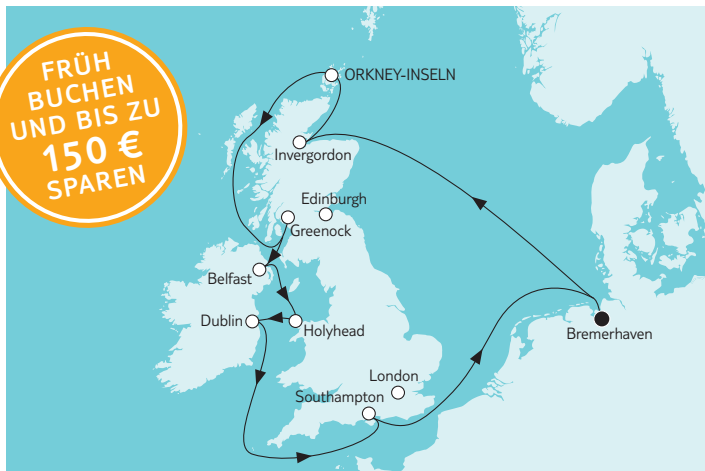 FRÜH
BUCHEN
UND BIS ZU
150 €
SPAREN
ORKNEY-INSELN
Invergordon
Edinburgh
Greenock
Belfast
Dublin
Holyhead
Bremerhaven
London
Southampton